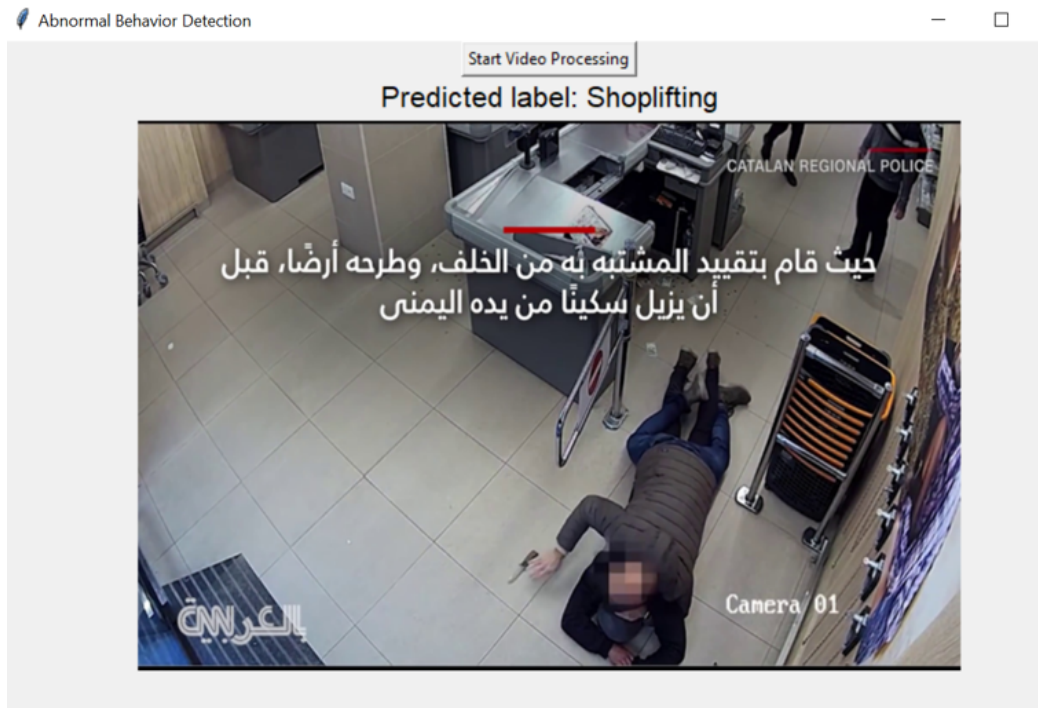 Abnormal Behavior Detection
Start Video Processing
Predicted label: Shoplifting
CATALAN REGIONAL POLICE
حيث قام بتقييد المشتبه به من الخلف، وطرحه أرضًا، قبل
أن يزيل سكينًا من يده اليمنى
Camera 01
CNN بالعربية